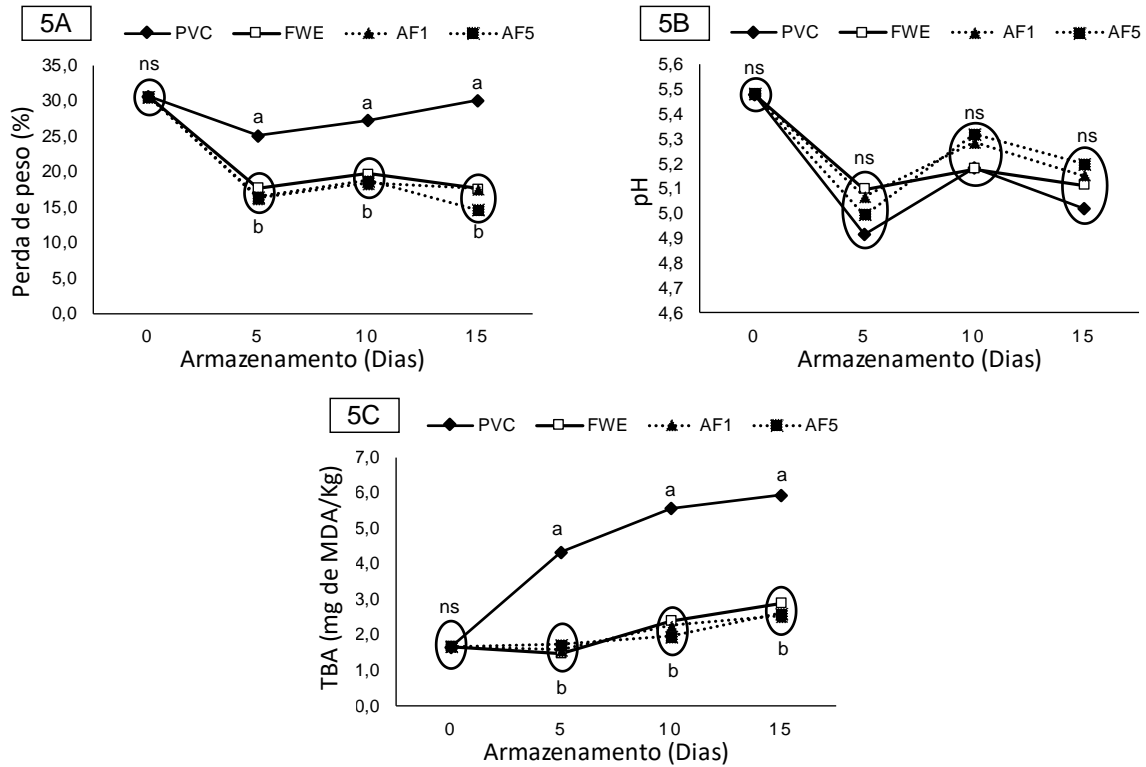 5A
PVC FWE AF1 AF5
Perda de peso (%)
35,0
30,0
25,0
20,0
15,0
10,0
5,0
0,0
ns
a
a
a
b
b
b
0 5 10 15
Armazenamento (Dias)
5B
PVC FWE AF1 AF5
pH
5,6
5,5
5,4
5,3
5,2
5,1
5,0
4,9
4,8
4,7
4,6
ns
ns
ns
ns
0 5 10 15
Armazenamento (Dias)
5C
PVC FWE AF1 AF5
TBA (mg de MDA/Kg)
7,0
6,0
5,0
4,0
3,0
2,0
1,0
0,0
ns
a
a
a
b
b
b
0 5 10 15
Armazenamento (Dias)